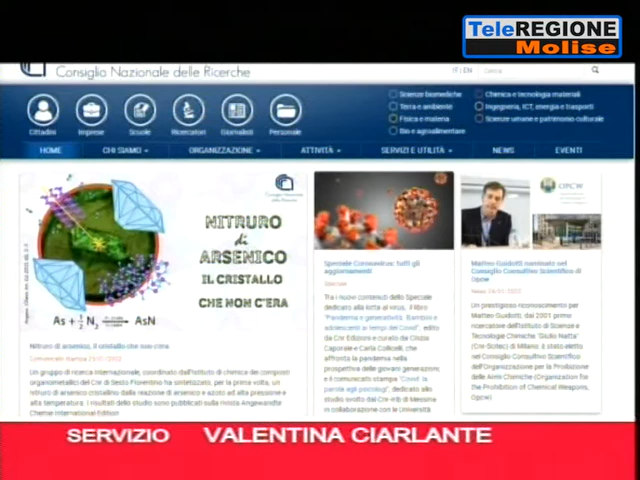 TeleREGIONE
Molise
Consiglio Nazionale delle Ricerche
IT | EN
Cerca
Cittadini
Imprese
Scuole
Ricercatori
Giornalisti
Personale
Scienze biomediche
Terra e ambiente
Fisica e materia
Bio e agroalimentare
Chimica e tecnologia materiali
Ingegneria, ICT, energia e trasporti
Scienze umane e patrimonio culturale
HOME
CHI SIAMO
ORGANIZZAZIONE
ATTIVITÀ
SERVIZI E UTILITÀ
NEWS
EVENTI
NITRURO
di
ARSENICO
IL CRISTALLO
CHE NON C'ERA
As + 1/2 N2 → AsN
Nitruro di arsenico, il cristallo che non c'era
Un gruppo di ricerca internazionale, coordinato dall'Istituto di chimica dei composti
organometallici del Cnr di Sesto Fiorentino ha sintetizzato, per la prima volta, un
nitruro di arsenico cristallino dalla reazione di arsenico e azoto ad alta pressione e
alta temperatura. I risultati dello studio sono pubblicati sulla rivista Angewandte
Chemie International Edition
Speciale Coronavirus: tutti gli
aggiornamenti
Speciale
Tra i nuovi contenuti dello Speciale
dedicato alla lotta al virus, il libro
"Pandemia e generatività. Bambini e
adolescenti ai tempi del Covid", edito
da Cnr Edizioni e curato da Cinzia
Caporale e Carla Collicelli, che
affronta la pandemia nella
prospettiva delle giovani generazioni;
e il comunicato stampa "Covid: la
parola agli psicologi", dedicato allo
studio svolto dal Cnr-Irib di Messina
in collaborazione con le Università
OPCW
Matteo Guidotti nominato nel
Consiglio Consultivo Scientifico di
Opcw
Un prestigioso riconoscimento per
Matteo Guidotti, dal 2001 primo
ricercatore dell'Istituto di Scienze e
Tecnologie Chimiche "Giulio Natta"
(Cnr-Scitec) di Milano: è stato eletto
nel Consiglio Consultivo Scientifico
dell'Organizzazione per la Proibizione
delle Armi Chimiche (Organization for
the Prohibition of Chemical Weapons,
Opcw)
SERVIZIO VALENTINA CIARLANTE